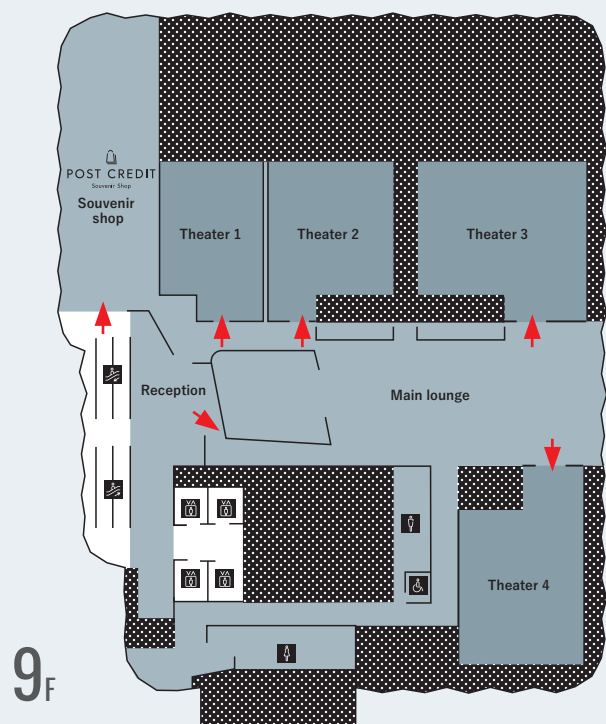 POST CREDIT
Souvenir Shop
Souvenir
shop
Theater 1
Theater 2
Theater 3
Reception
Main lounge
Theater 4
9F